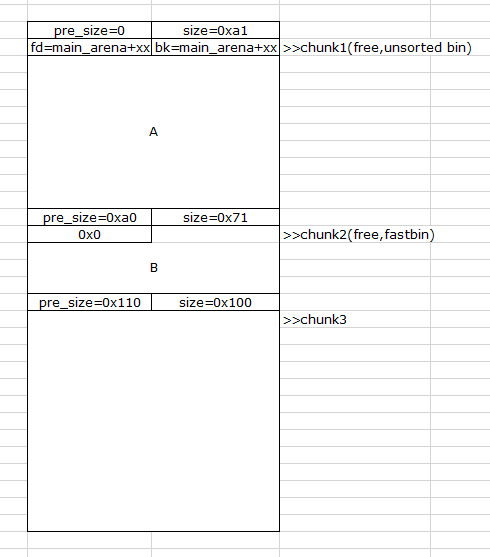 pre_size=0 size=0xa1
fd=main_arena+xx bk=main_arena+xx >>chunk1(free,unsorted bin)
A
pre_size=0xa0 size=0x71
0x0 >>chunk2(free,fastbin)
B
pre_size=0x110 size=0x100
>>chunk3